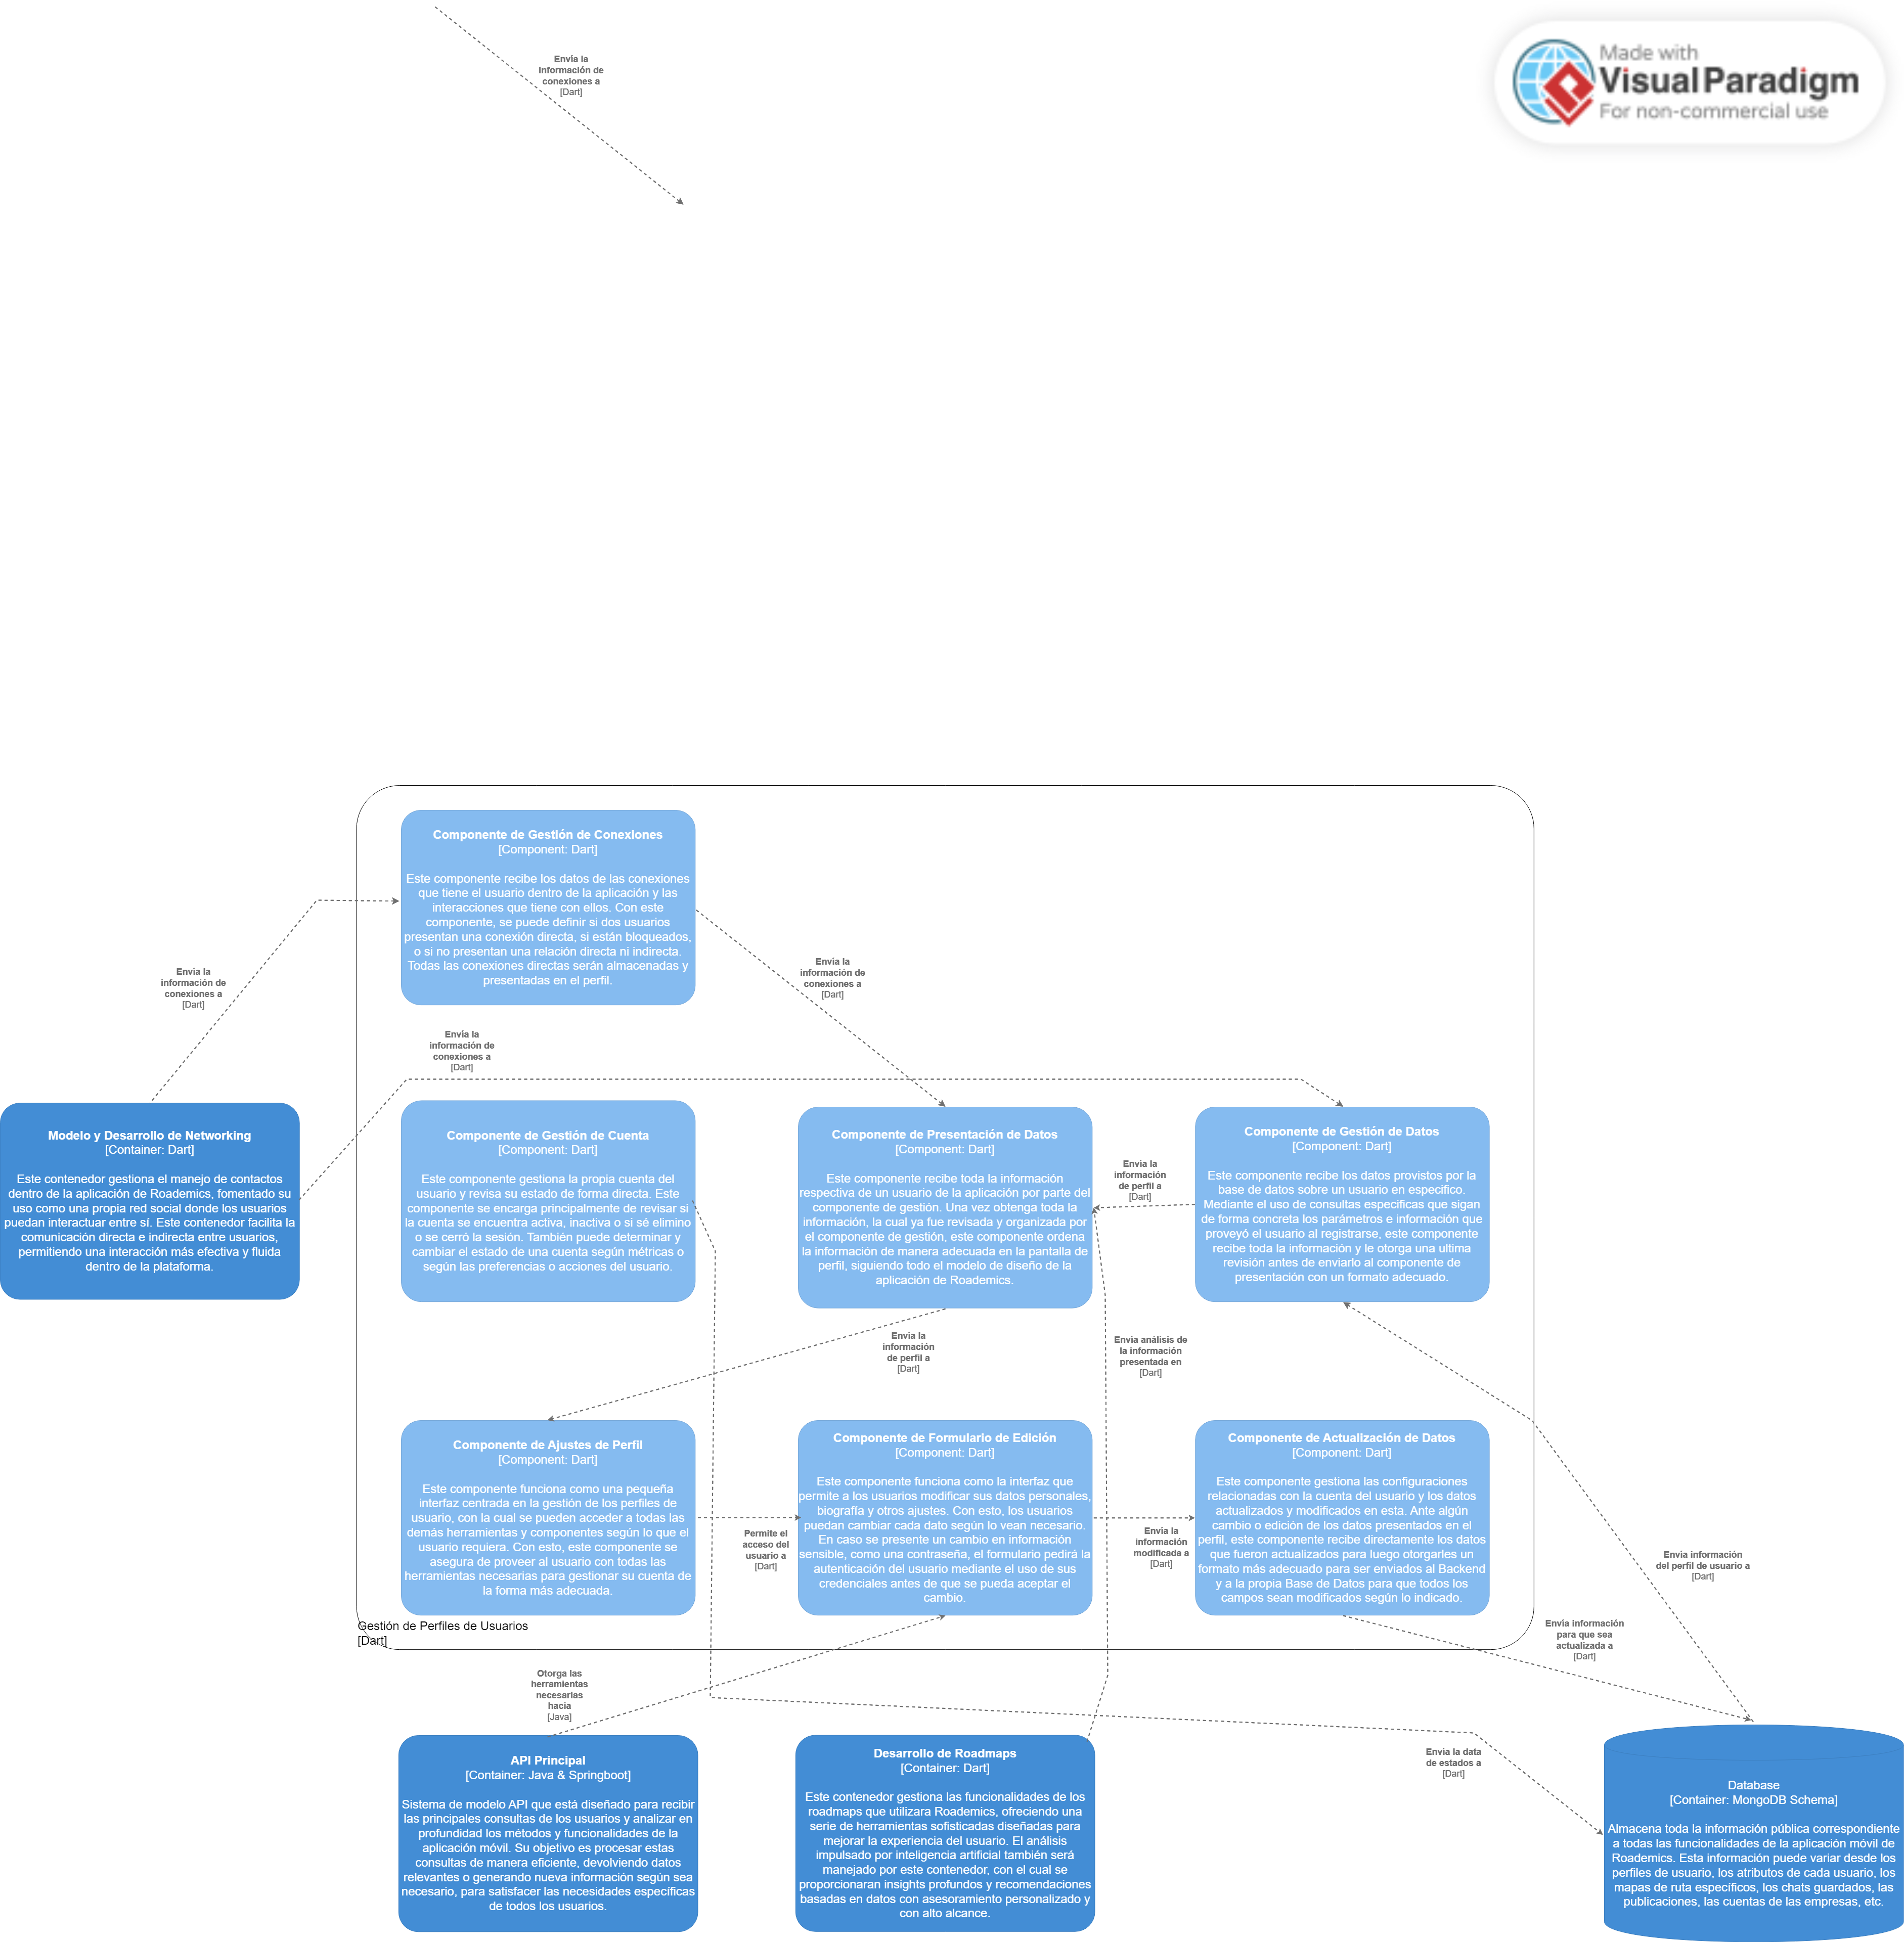 Envía la
información de
conexiones a
[Dart]
Made with
Visual Paradigm
For non-commercial use
Componente de Gestión de Conexiones
[Component: Dart]
Este componente recibe los datos de las conexiones
que tiene el usuario dentro de la aplicación y las
interacciones que tiene con ellos. Con este
componente, se puede definir si dos usuarios
presentan una conexión directa, si están bloqueados,
o si no presentan una relación directa ni indirecta.
Todas las conexiones directas serán almacenadas y
presentadas en el perfil.
Envía la
información de
conexiones a
[Dart]
Envía la
información de
conexiones a
[Dart]
Envía la
información de
conexiones a
[Dart]
Modelo y Desarrollo de Networking
[Container: Dart]
Este contenedor gestiona el manejo de contactos
dentro de la aplicación de Roademics, fomentado su
uso como una propia red social donde los usuarios
puedan interactuar entre sí. Este contenedor facilita la
comunicación directa e indirecta entre usuarios,
permitiendo una interacción más efectiva y fluida
dentro de la plataforma.
Componente de Gestión de Cuenta
[Component: Dart]
Este componente gestiona la propia cuenta del
usuario y revisa su estado de forma directa. Este
componente se encarga principalmente de revisar si
la cuenta se encuentra activa, inactiva o si sé elimino
o se cerró la sesión. También puede determinar y
cambiar el estado de una cuenta según métricas o
según las preferencias o acciones del usuario.
Componente de Presentación de Datos
[Component: Dart]
Este componente recibe toda la información
respectiva de un usuario de la aplicación por parte del
componente de gestión. Una vez obtenga toda la
información, la cual ya fue revisada y organizada por
el componente de gestión, este componente ordena
la información de manera adecuada en la pantalla de
perfil, siguiendo todo el modelo de diseño de la
aplicación de Roademics.
Envía la
información
de perfil a
[Dart]
Componente de Gestión de Datos
[Component: Dart]
Este componente recibe los datos provistos por la
base de datos sobre un usuario en especifico.
Mediante el uso de consultas especificas que sigan
de forma concreta los parámetros e información que
proveyó el usuario al registrarse, este componente
recibe toda la información y le otorga una ultima
revisión antes de enviarlo al componente de
presentación con un formato adecuado.
Envía la
información
de perfil a
[Dart]
Envia análisis de
la información
presentada en
[Dart]
Componente de Ajustes de Perfil
[Component: Dart]
Este componente funciona como una pequeña
interfaz centrada en la gestión de los perfiles de
usuario, con la cual se pueden acceder a todas las
demás herramientas y componentes según lo que el
usuario requiera. Con esto, este componente se
asegura de proveer al usuario con todas las
herramientas necesarias para gestionar su cuenta de
la forma más adecuada.
Permite el
acceso del
usuario a
[Dart]
Componente de Formulario de Edición
[Component: Dart]
Este componente funciona como la interfaz que
permite a los usuarios modificar sus datos personales,
biografía y otros ajustes. Con esto, los usuarios
puedan cambiar cada dato según lo vean necesario.
En caso se presente un cambio en información
sensible, como una contraseña, el formulario pedirá la
autenticación del usuario mediante el uso de sus
credenciales antes de que se pueda aceptar el
cambio.
Envia la
información
modificada a
[Dart]
Componente de Actualización de Datos
[Component: Dart]
Este componente gestiona las configuraciones
relacionadas con la cuenta del usuario y los datos
actualizados y modificados en esta. Ante algún
cambio o edición de los datos presentados en el
perfil, este componente recibe directamente los datos
que fueron actualizados para luego otorgarles un
formato más adecuado para ser enviados al Backend
y a la propia Base de Datos para que todos los
campos sean modificados según lo indicado.
Envia información
del perfil de usuario a
[Dart]
Gestión de Perfiles de Usuarios
[Dart]
Envia información
para que sea
actualizada a
[Dart]
Otorga las
herramientas
necesarias
hacia
[Java]
API Principal
[Container: Java & Springboot]
Sistema de modelo API que está diseñado para recibir
las principales consultas de los usuarios y analizar en
profundidad los métodos y funcionalidades de la
aplicación móvil. Su objetivo es procesar estas
consultas de manera eficiente, devolviendo datos
relevantes o generando nueva información según sea
necesario, para satisfacer las necesidades específicas
de todos los usuarios.
Desarrollo de Roadmaps
[Container: Dart]
Este contenedor gestiona las funcionalidades de los
roadmaps que utilizara Roademics, ofreciendo una
serie de herramientas sofisticadas diseñadas para
mejorar la experiencia del usuario. El análisis
impulsado por inteligencia artificial también será
manejado por este contenedor, con el cual se
proporcionaran insights profundos y recomendaciones
basadas en datos con asesoramiento personalizado y
con alto alcance.
Envía la data
de estados a
[Dart]
Database
[Container: MongoDB Schema]
Almacena toda la información pública correspondiente
a todas las funcionalidades de la aplicación móvil de
Roademics. Esta información puede variar desde los
perfiles de usuario, los atributos de cada usuario, los
mapas de ruta específicos, los chats guardados, las
publicaciones, las cuentas de las empresas, etc.